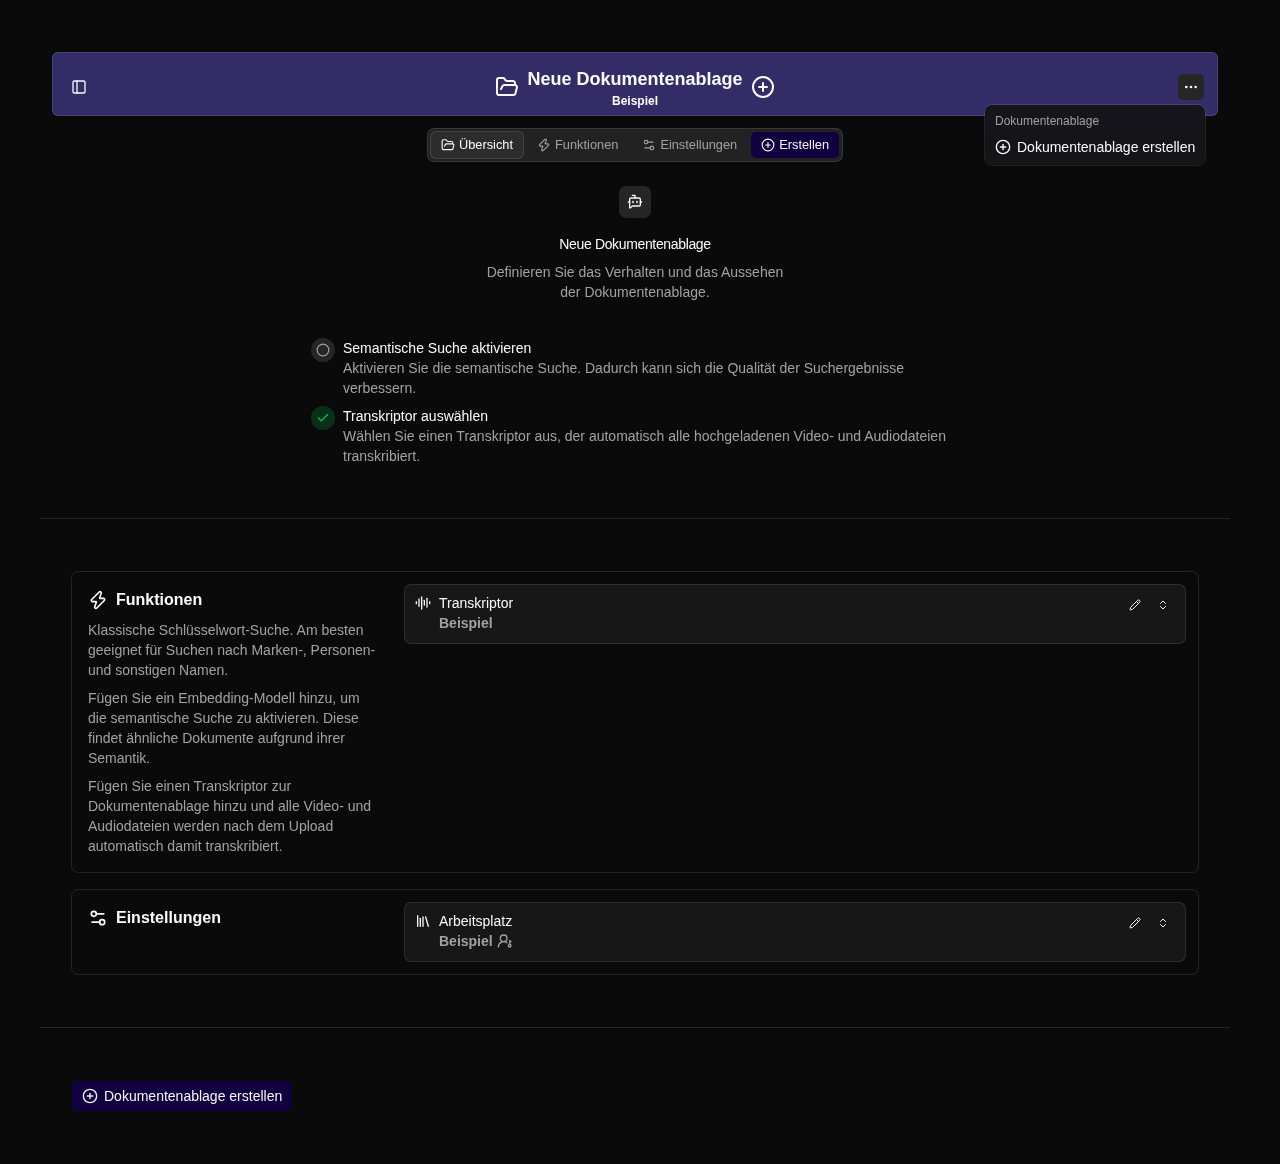 Neue Dokumentenablage
Beispiel
Dokumentenablage
Dokumentenablage erstellen
Übersicht
Funktionen
Einstellungen
Erstellen
Neue Dokumentenablage
Definieren Sie das Verhalten und das Aussehen
der Dokumentenablage.
Semantische Suche aktivieren
Aktivieren Sie die semantische Suche. Dadurch kann sich die Qualität der Suchergebnisse
verbessern.
Transkriptor auswählen
Wählen Sie einen Transkriptor aus, der automatisch alle hochgeladenen Video- und Audiodateien
transkribiert.
Funktionen
Klassische Schlüsselwort-Suche. Am besten
geeignet für Suchen nach Marken-, Personen-
und sonstigen Namen.
Fügen Sie ein Embedding-Modell hinzu, um
die semantische Suche zu aktivieren. Diese
findet ähnliche Dokumente aufgrund ihrer
Semantik.
Fügen Sie einen Transkriptor zur
Dokumentenablage hinzu und alle Video- und
Audiodateien werden nach dem Upload
automatisch damit transkribiert.
Transkriptor
Beispiel
Einstellungen
Arbeitsplatz
Beispiel
Dokumentenablage erstellen